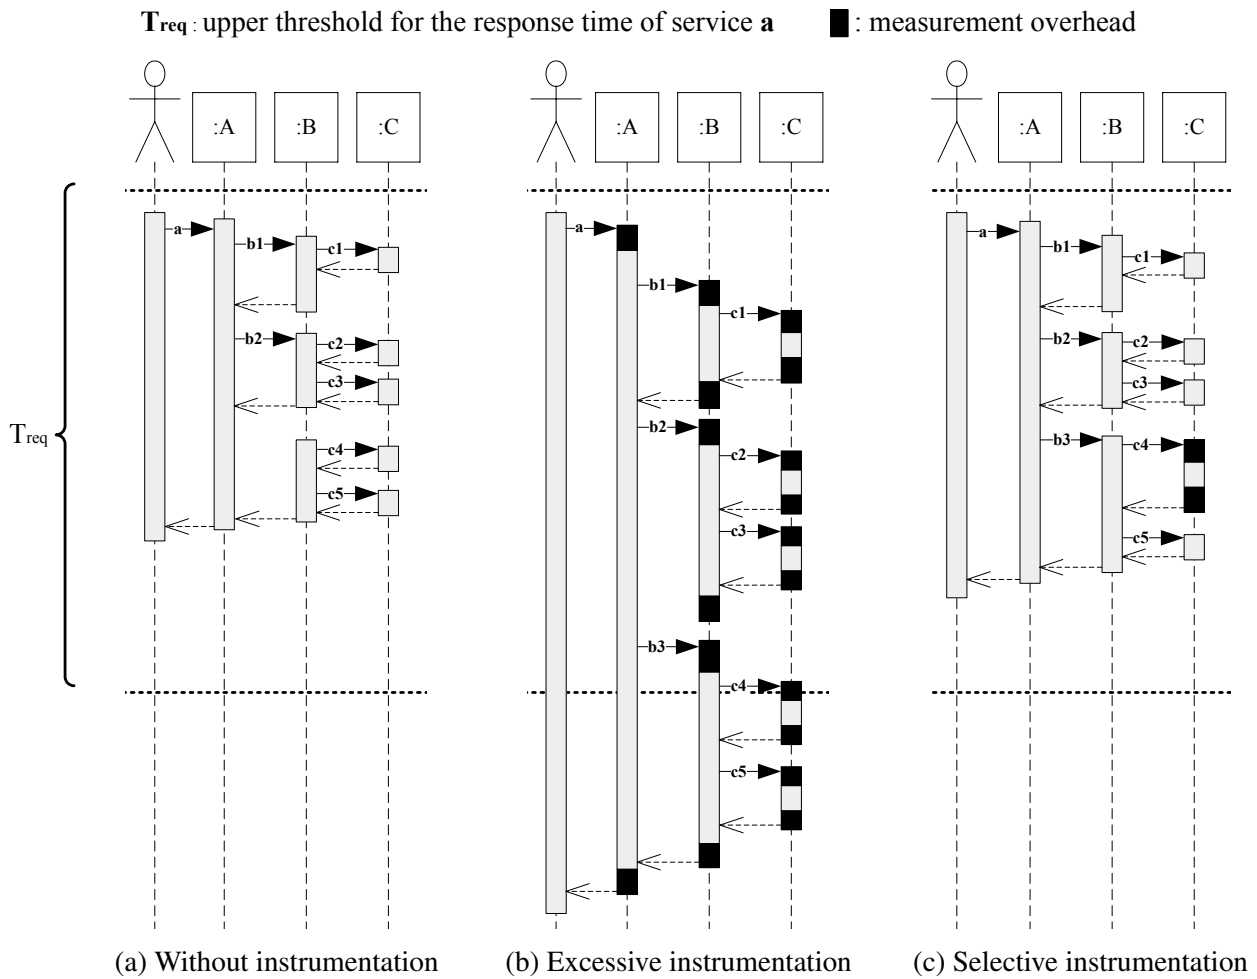 Treq : upper threshold for the response time of service a
: measurement overhead
:A :B :C
:A :B :C
:A :B :C
Treq
a
b1
c1
b2
c2
c3
c4
c5
a
b1
c1
b2
c2
c3
b3
c4
c5
a
b1
c1
b2
c2
c3
b3
c4
c5
(a) Without instrumentation
(b) Excessive instrumentation
(c) Selective instrumentation